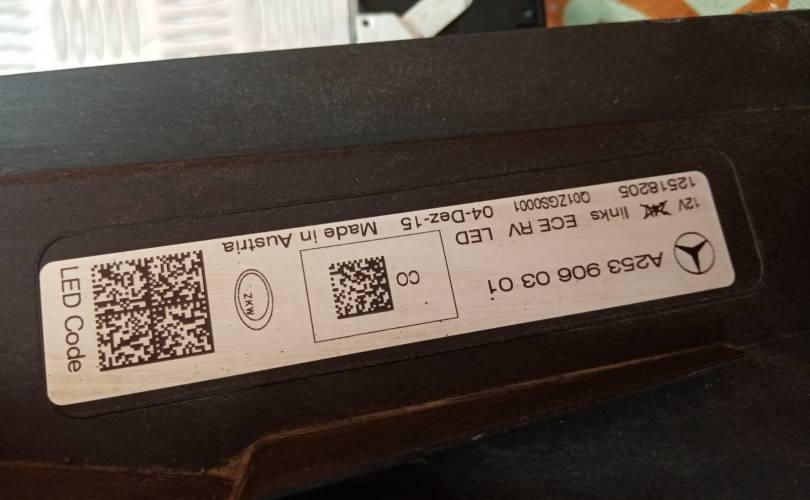 A253 906 03 01
12V links ECE RV LED
12518205 Q01ZGS0001 04-Dez-15 Made in Austria
CO
ZKW
LED Code